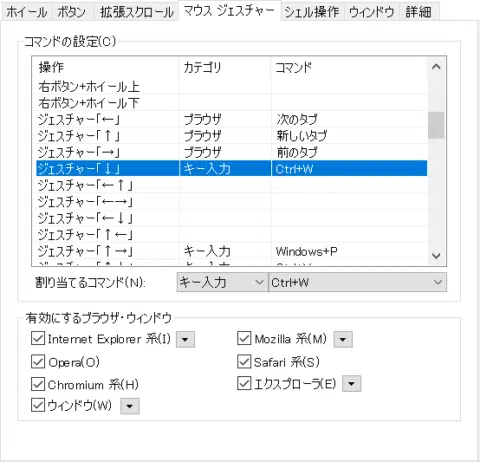 ホイール ボタン 拡張スクロール マウス ジェスチャー シェル操作 ウィンドウ 詳細
コマンドの設定(C)
操作 カテゴリ コマンド
右ボタン+ホイール上
右ボタン+ホイール下
ジェスチャー「←」 ブラウザ 次のタブ
ジェスチャー「↑」 ブラウザ 新しいタブ
ジェスチャー「→」 ブラウザ 前のタブ
ジェスチャー「↓」 キー入力 Ctrl+W
ジェスチャー「←↑」
ジェスチャー「←→」
ジェスチャー「←↓」
ジェスチャー「↑←」
ジェスチャー「↑→」 キー入力 Windows+P
割り当てるコマンド(N): キー入力 Ctrl+W
有効にするブラウザ・ウィンドウ
Internet Explorer 系(I) Mozilla 系(M)
Opera(O) Safari 系(S)
Chromium 系(H) エクスプローラ(E)
ウィンドウ(W)